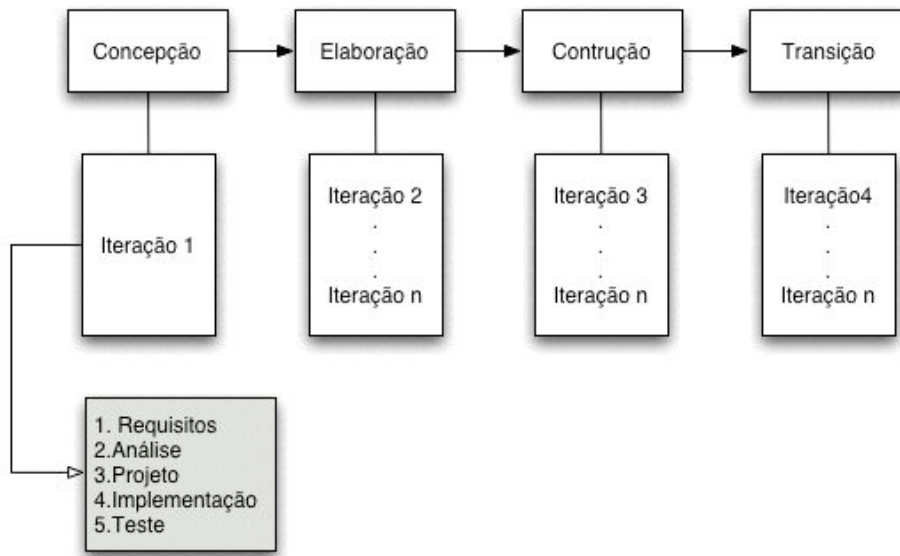 Concepção
Elaboração
Contrução
Transição
Iteração 1
Iteração 2
.
.
.
Iteração n
Iteração 3
.
.
.
Iteração n
Iteração4
.
.
.
Iteração n
1. Requisitos
2.Análise
3.Projeto
4.Implementação
5.Teste